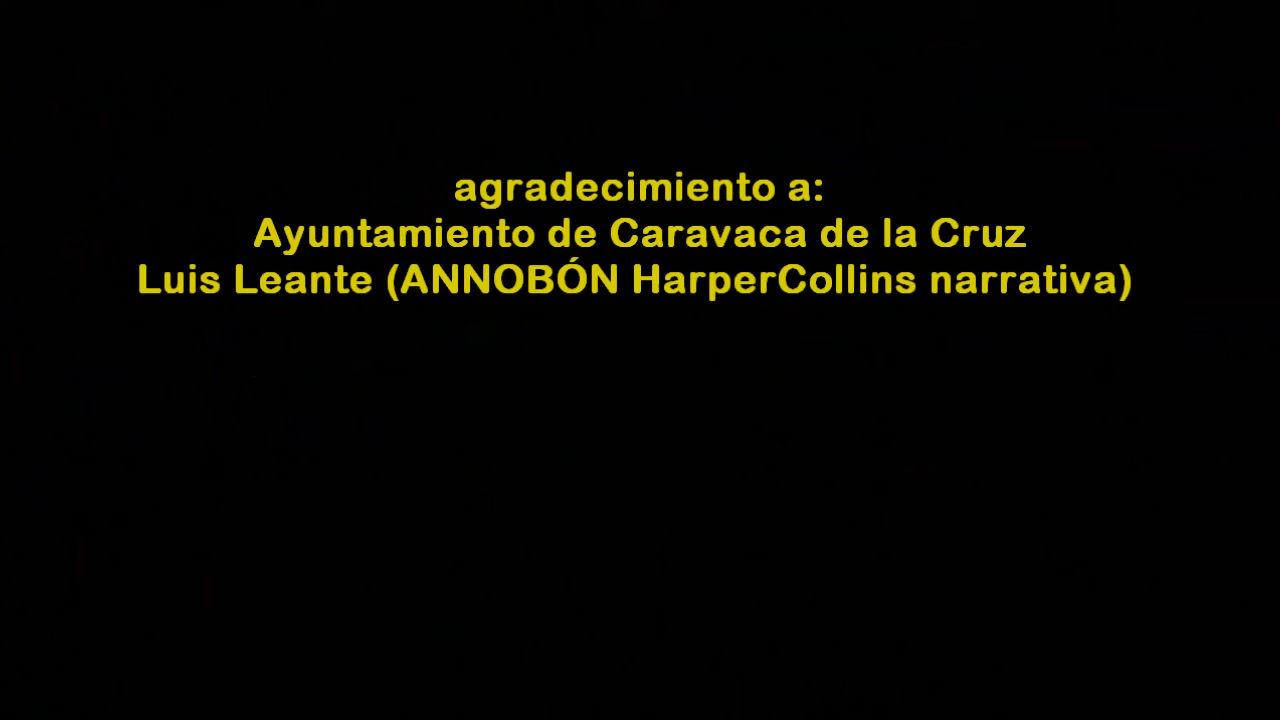 agradecimiento a:
Ayuntamiento de Caravaca de la Cruz
Luis Leante (ANNOBÓN HarperCollins narrativa)